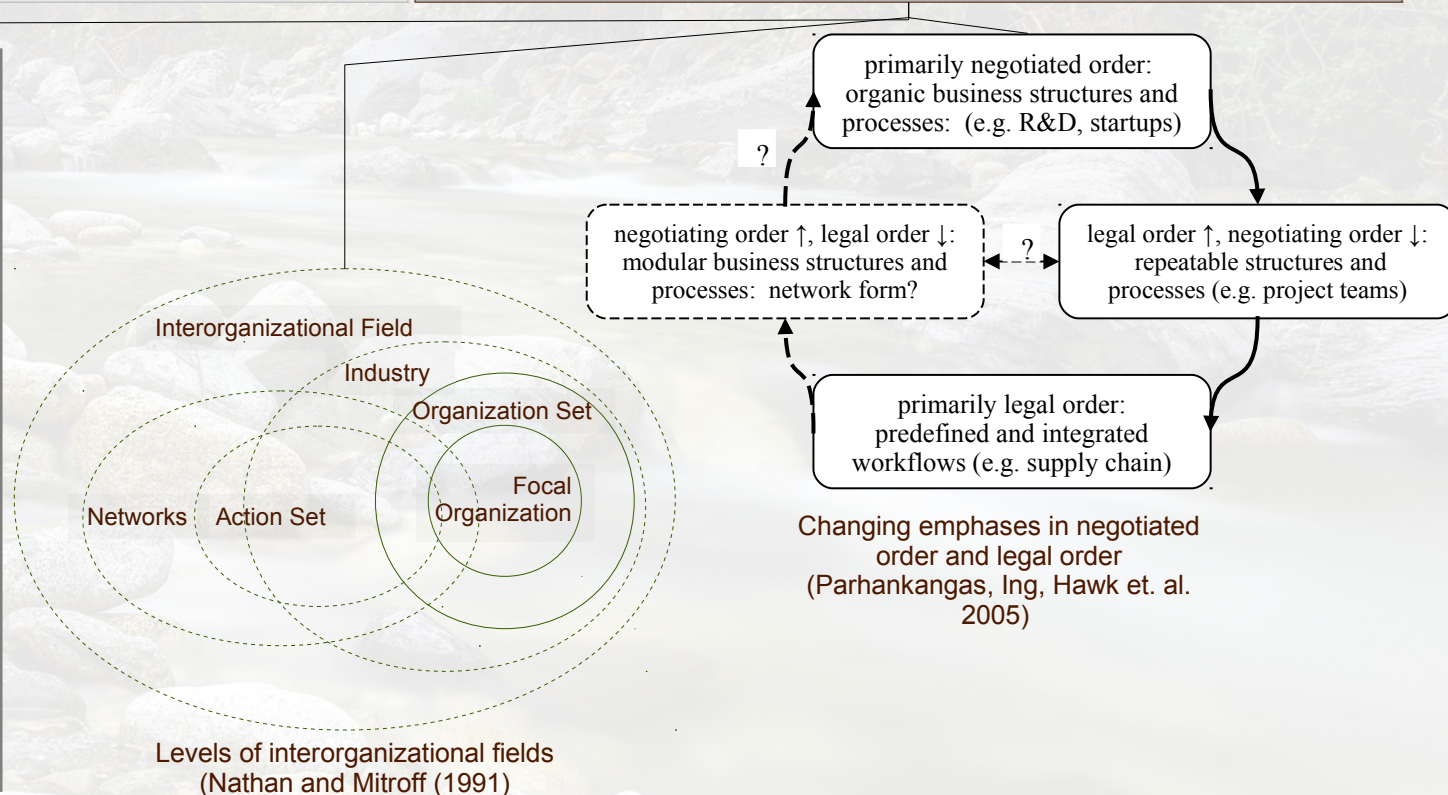 primarily negotiated order:
organic business structures and
processes:  (e.g. R&D, startups)
?
negotiating order ↑, legal order ↓:
modular business structures and
processes:  network form?
?
legal order ↑, negotiating order ↓:
repeatable structures and
processes (e.g. project teams)
primarily legal order:
predefined and integrated
workflows (e.g. supply chain)
Changing emphases in negotiated
order and legal order
(Parhankangas, Ing, Hawk et. al.
2005)
Interorganizational Field
Industry
Organization Set
Focal
Organization
Networks
Action Set
Levels of interorganizational fields
(Nathan and Mitroff (1991)